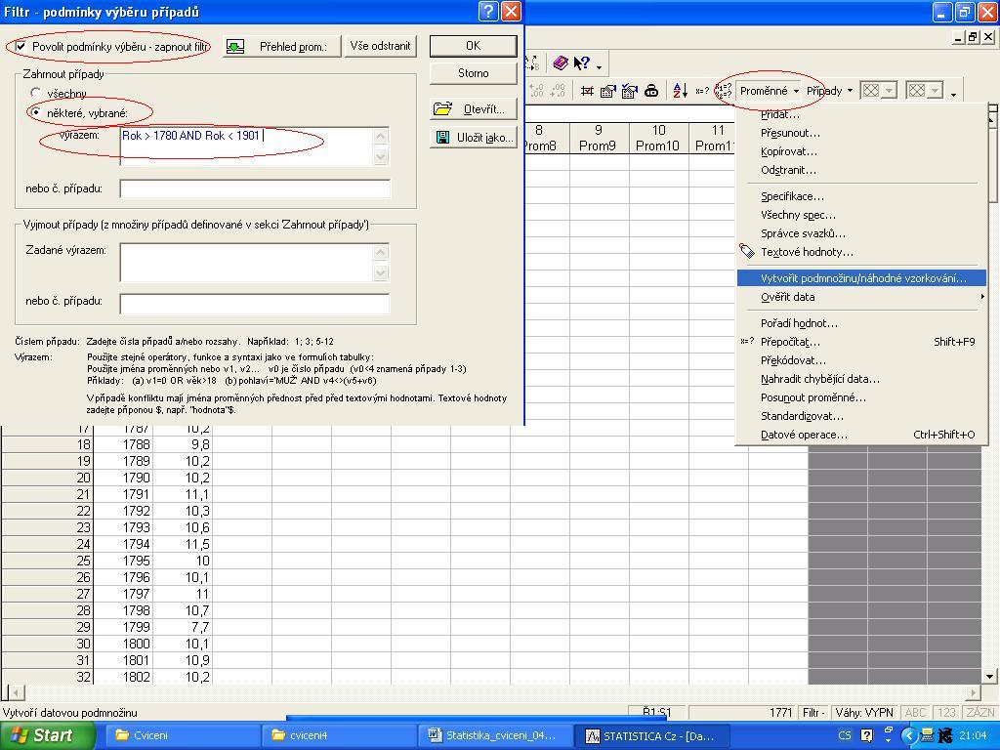 Filtr - podmínky výběru případů
Povolit podmínky výběru - zapnout filtr
Přehled prom.:
Vše odstranit
OK
Storno
Otevřít...
Uložit jako...
Zahrnout případy
všechny
některé, vybrané:
výrazem:
Rok > 1780 AND Rok < 1901
nebo č. případu:
Vyjmout případy (z množiny případů definované v sekci 'Zahrnout případy')
Zadané výrazem:
nebo č. případu:
Číslem případu: Zadejte čísla případů a/nebo rozsahy. Například: 1; 3; 5-12
Výrazem: Použijte stejné operátory, funkce a syntaxi jako ve formulích tabulky:
Použijte jména proměnných nebo v1, v2... v0 je číslo případu (v0<4 znamená případy 1-3)
Příklady: (a) v1=0 OR věk>18 (b) pohlaví='MUŽ' AND v4<>(v5+v6)
V případě konfliktu mají jména proměnných přednost před před textovými hodnotami. Textové hodnoty
zadejte příponou $, např. "hodnota"$.
Proměnné
Případy
8 9 10 11
Prom8 Prom9 Prom10 Prom11
Přidat...
Přesunout...
Kopírovat...
Odstranit...
Specifikace...
Všechny spec...
Správce svazků...
Textové hodnoty...
Vytvořit podmnožinu/náhodné vzorkování...
Ověřit data
Pořadí hodnot...
x=? Přepočítat... Shift+F9
Překódovat...
Nahradit chybějící data...
Posunout proměnné...
Standardizovat...
Datové operace... Ctrl+Shift+O
17 1787 10,2
18 1788 9,8
19 1789 10,2
20 1790 10,2
21 1791 11,1
22 1792 10,3
23 1793 10,6
24 1794 11,5
25 1795 10
26 1796 10,1
27 1797 11
28 1798 10,7
29 1799 7,7
30 1800 10,1
31 1801 10,9
32 1802 10,2
Vytvoří datovou podmnožinu
Ř1:S1 1771 Filtr - Váhy: VYPN ABC 123 ZÁZN
Start
Cviceni
cviceni4
Statistika_cviceni_04...
STATISTICA Cz - [Da...
CS
21:04